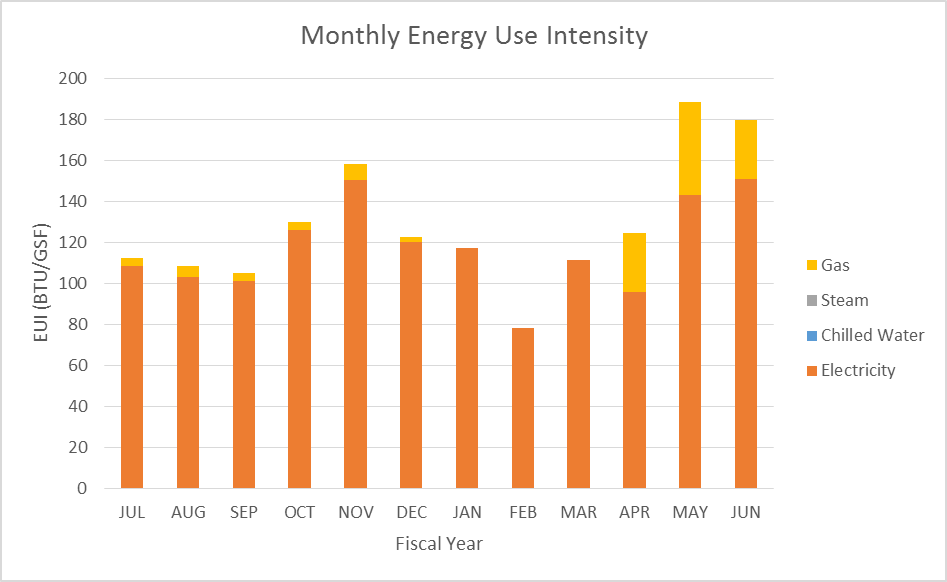 Monthly Energy Use Intensity
200
180
160
140
120
100
80
60
40
20
0
EUI (BTU/GSF)
JUL AUG SEP OCT NOV DEC JAN FEB MAR APR MAY JUN
Fiscal Year
Gas
Steam
Chilled Water
Electricity